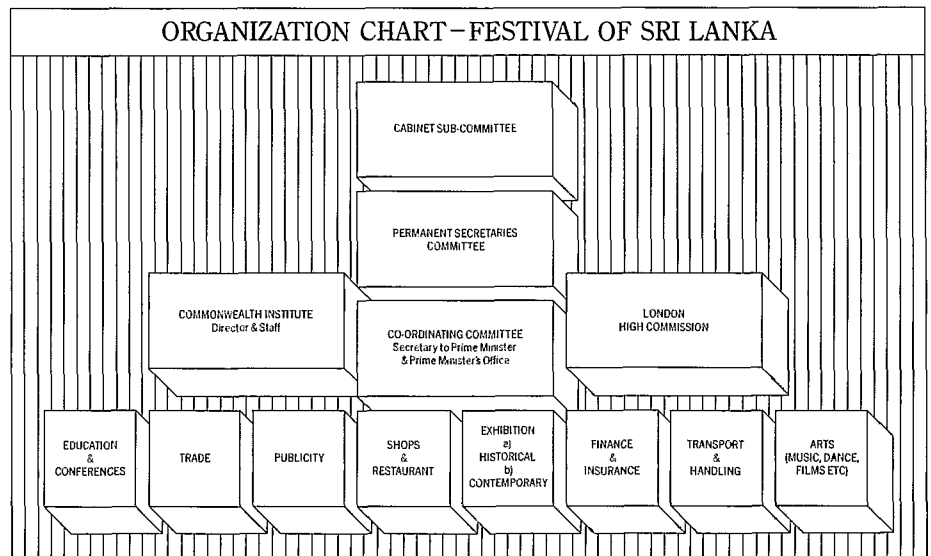 ORGANIZATION CHART–FESTIVAL OF SRI LANKA
CABINET SUB-COMMITTEE
PERMANENT SECRETARIES
COMMITTEE
COMMONWEALTH INSTITUTE
Director & Staff
CO-ORDINATING COMMITTEE
Secretary to Prime Minister
& Prime Minister's Office
LONDON
HIGH COMMISSION
EDUCATION
&
CONFERENCES
TRADE
PUBLICITY
SHOPS
&
RESTAURANT
EXHIBITION
a)
HISTORICAL
b)
CONTEMPORARY
FINANCE
&
INSURANCE
TRANSPORT
&
HANDLING
ARTS
(MUSIC, DANCE,
FILMS ETC)